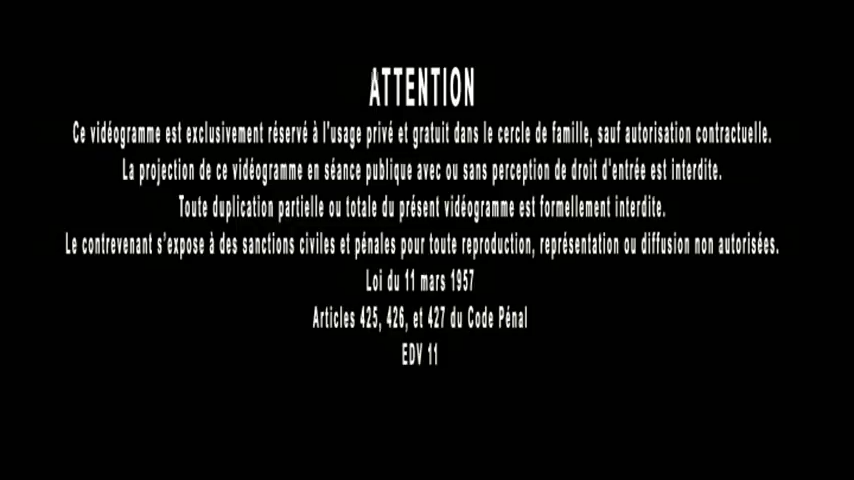 ATTENTION
Ce vidéogramme est exclusivement réservé à l'usage privé et gratuit dans le cercle de famille, sauf autorisation contractuelle.
La projection de ce vidéogramme en séance publique avec ou sans perception de droit d'entrée est interdite.
Toute duplication partielle ou totale du présent vidéogramme est formellement interdite.
Le contrevenant s'expose à des sanctions civiles et pénales pour toute reproduction, représentation ou diffusion non autorisées.
Loi du 11 mars 1957
Articles 425, 426, et 427 du Code Pénal
EDV 11